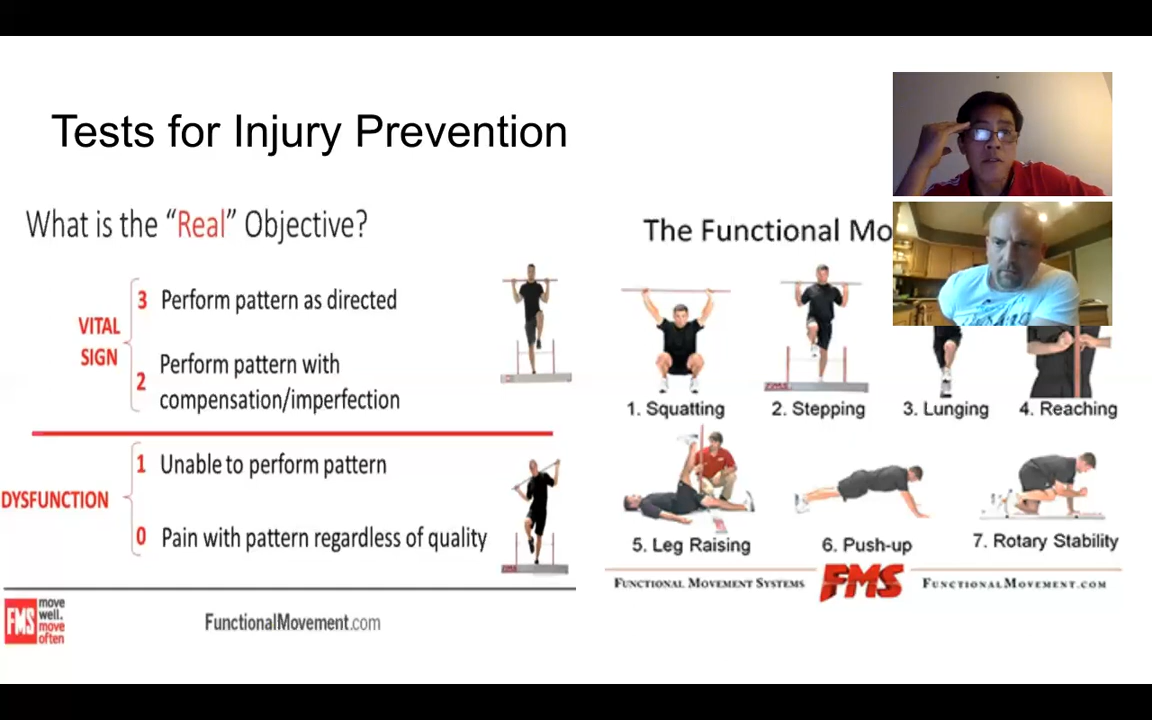 Tests for Injury Prevention
What is the “Real” Objective?
VITAL
SIGN
3 Perform pattern as directed
2 Perform pattern with
compensation/imperfection
DYSFUNCTION
1 Unable to perform pattern
0 Pain with pattern regardless of quality
FMS
move
well.
move
often
FunctionalMovement.com
The Functional Mo
1. Squatting
2. Stepping
3. Lunging
4. Reaching
5. Leg Raising
6. Push-up
7. Rotary Stability
FUNCTIONAL MOVEMENT SYSTEMS
FMS
FUNCTIONALMOVEMENT.COM